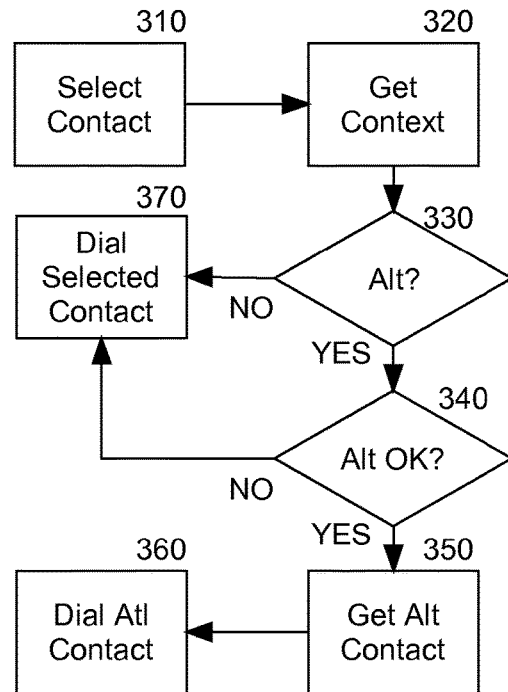 310
320
Select
Contact
Get
Context
370
330
Dial
Selected
Contact
Alt?
NO
YES
340
Alt OK?
NO
YES
360
350
Dial Atl
Contact
Get Alt
Contact